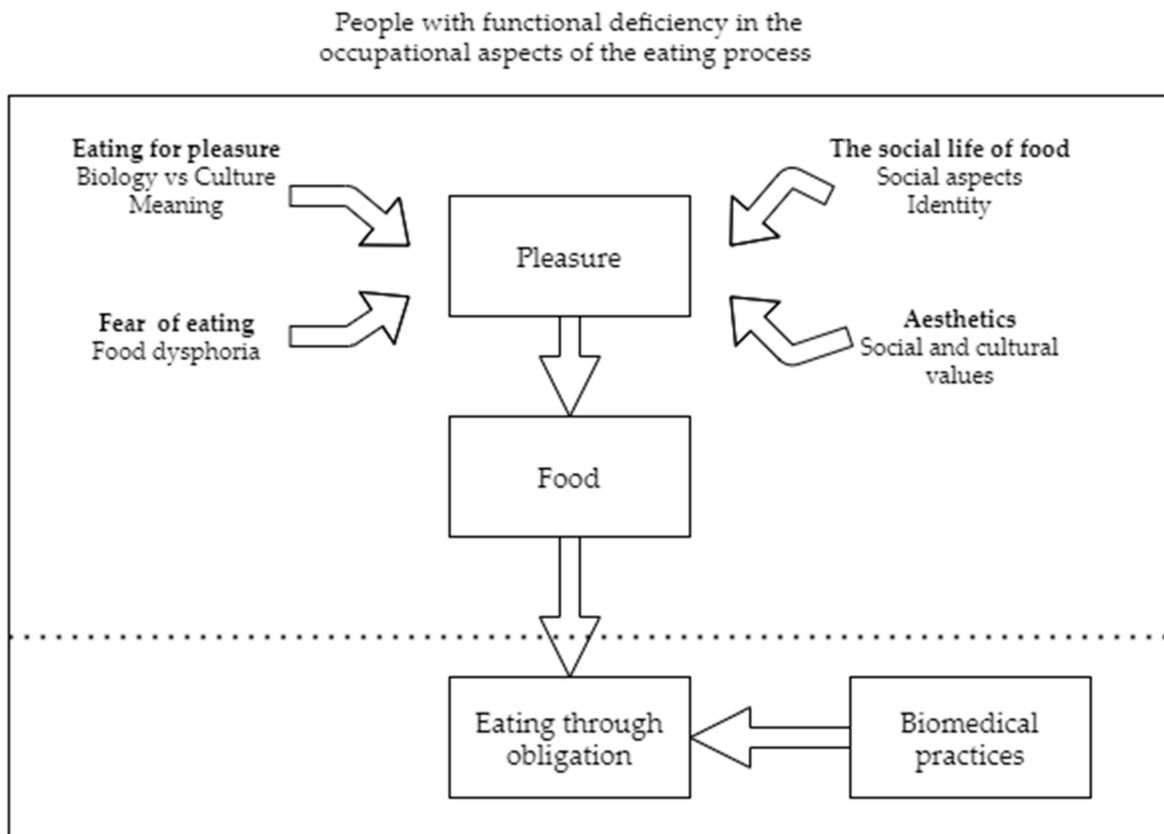 People with functional deficiency in the
occupational aspects of the eating process
Eating for pleasure
Biology vs Culture
Meaning
The social life of food
Social aspects
Identity
Pleasure
Fear of eating
Food dysphoria
Aesthetics
Social and cultural
values
Food
Eating through
obligation
Biomedical
practices